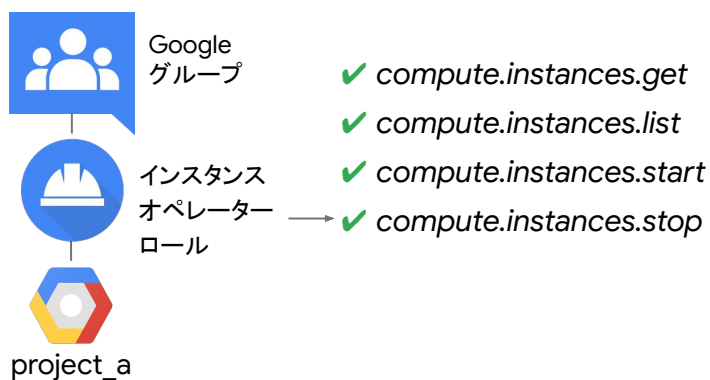 Google
グループ
インスタンス
オペレーター
ロール
project_a
✔ compute.instances.get
✔ compute.instances.list
✔ compute.instances.start
✔ compute.instances.stop